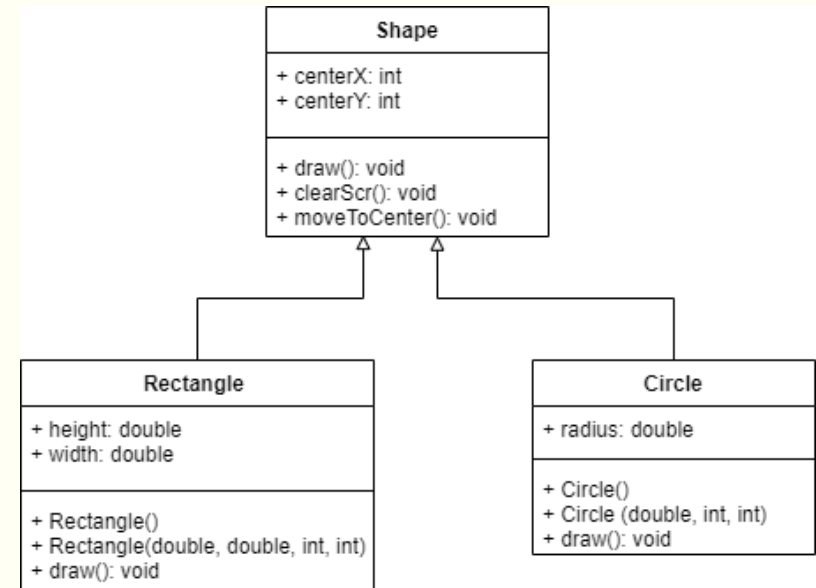 Shape
+ centerX: int
+ centerY: int
+ draw(): void
+ clearScr(): void
+ moveToCenter(): void
Rectangle
+ height: double
+ width: double
+ Rectangle()
+ Rectangle(double, double, int, int)
+ draw(): void
Circle
+ radius: double
+ Circle()
+ Circle (double, int, int)
+ draw(): void